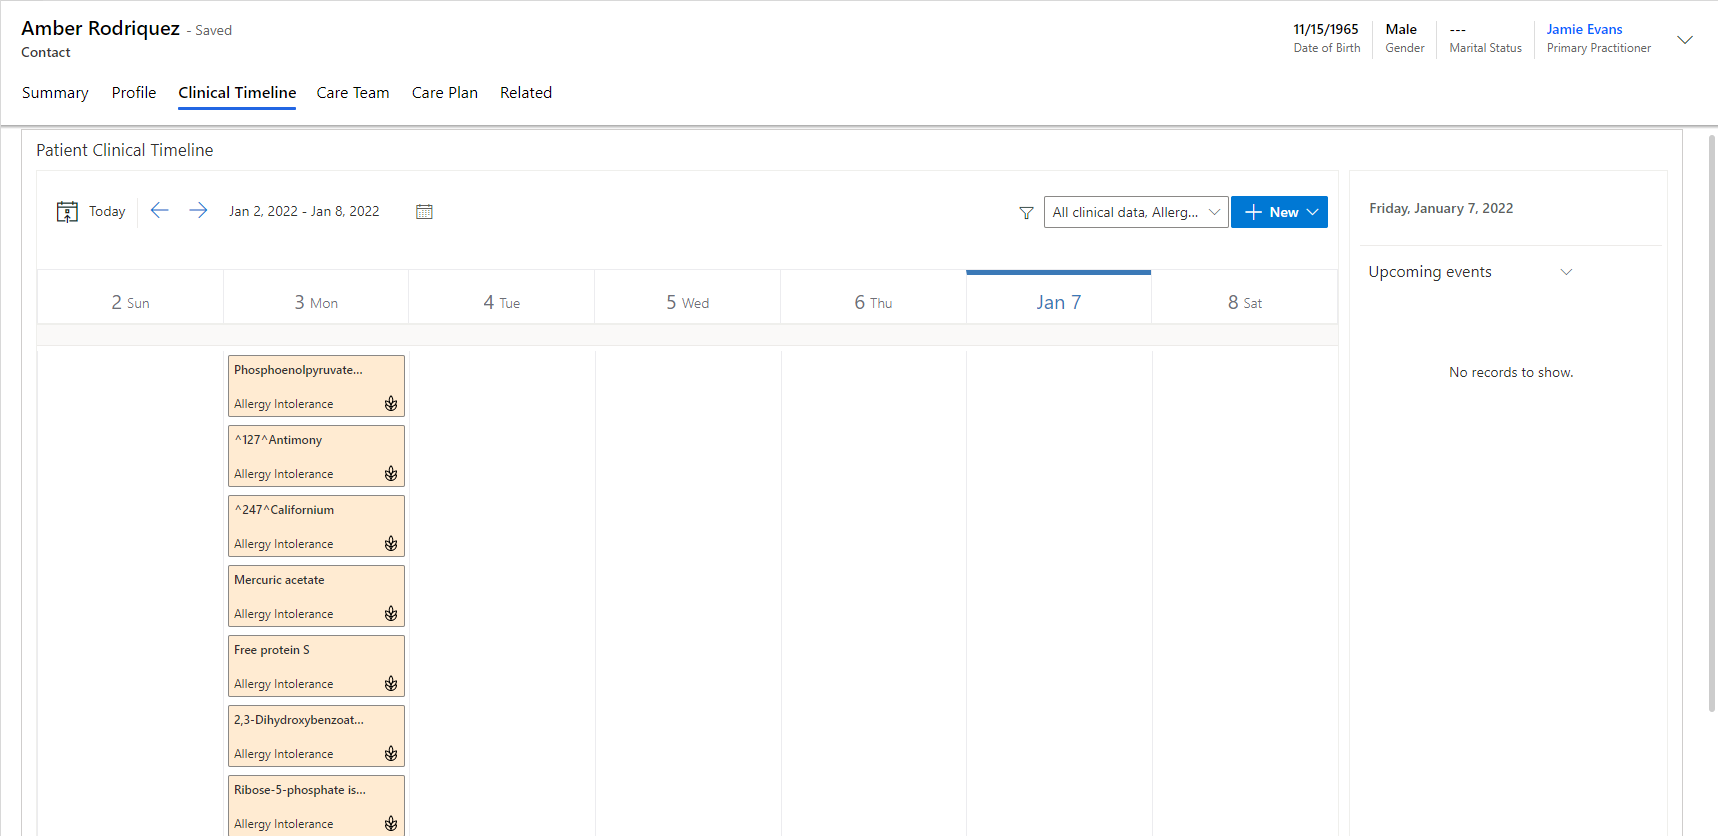 Amber Rodriquez - Saved
Contact
11/15/1965
Date of Birth
Male
Gender
---
Marital Status
Jamie Evans
Primary Practitioner
Summary Profile Clinical Timeline Care Team Care Plan Related
Patient Clinical Timeline
Today Jan 2, 2022 - Jan 8, 2022
All clinical data, Allerg...
New
2 Sun 3 Mon 4 Tue 5 Wed 6 Thu Jan 7 8 Sat
Phosphoenolpyruvate...
Allergy Intolerance
^127^Antimony
Allergy Intolerance
^247^Californium
Allergy Intolerance
Mercuric acetate
Allergy Intolerance
Free protein S
Allergy Intolerance
2,3-Dihydroxybenzoat...
Allergy Intolerance
Ribose-5-phosphate is...
Allergy Intolerance
Friday, January 7, 2022
Upcoming events
No records to show.